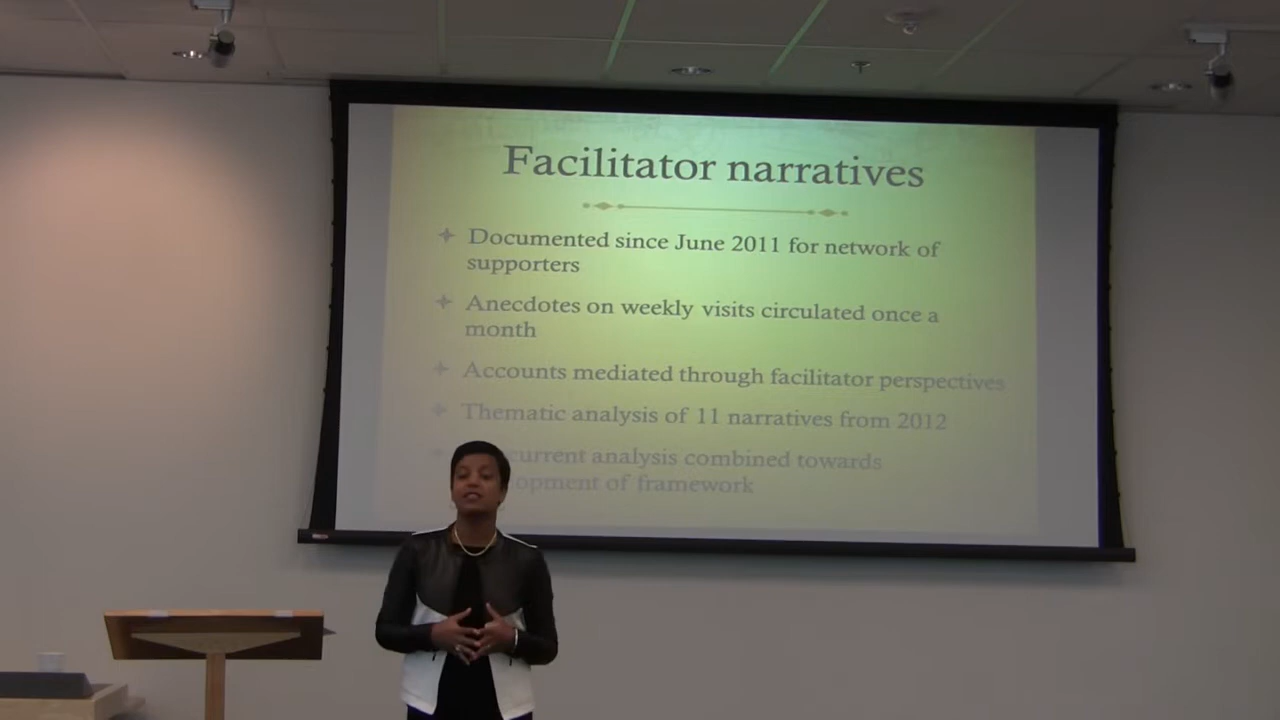 Facilitator narratives
Documented since June 2011 for network of
supporters
Anecdotes on weekly visits circulated once a
month
Accounts mediated through facilitator perspectives
Thematic analysis of 11 narratives from 2012
analysis combined towards
of framework